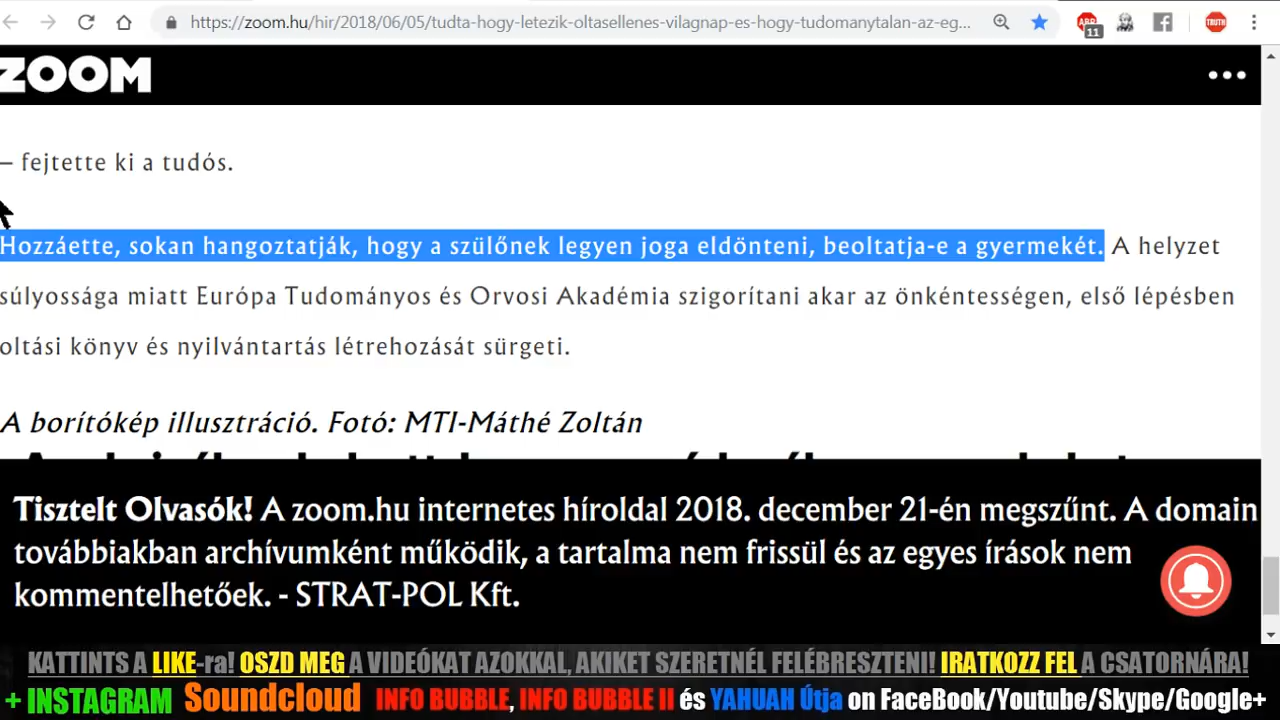 https://zoom.hu/hir/2018/06/05/tudta-hogy-letezik-oltasellenes-vilagnap-es-hogy-tudomanytalan-az-eg...
ABP
11
TRUTH
ZOOM
– fejtette ki a tudós.
Hozzáette, sokan hangoztatják, hogy a szülőnek legyen joga eldönteni, beoltatja-e a gyermekét. A helyzet
súlyossága miatt Európa Tudományos és Orvosi Akadémia szigorítani akar az önkéntességen, első lépésben
oltási könyv és nyilvántartás létrehozását sürgeti.
A borítókép illusztráció. Fotó: MTI-Máthé Zoltán
Tisztelt Olvasók! A zoom.hu internetes híroldal 2018. december 21-én megszűnt. A domain
továbbiakban archívumként működik, a tartalma nem frissül és az egyes írások nem
kommentelhetőek. - STRAT-POL Kft.
KATTINTS A LIKE-ra! OSZD MEG A VIDEÓKAT AZOKKAL, AKIKET SZERETNÉL FELÉBRESZTENI! IRATKOZZ FEL A CSATORNÁRA!
+ INSTAGRAM Soundcloud INFO BUBBLE, INFO BUBBLE II és YAHUAH Útja on FaceBook/Youtube/Skype/Google+